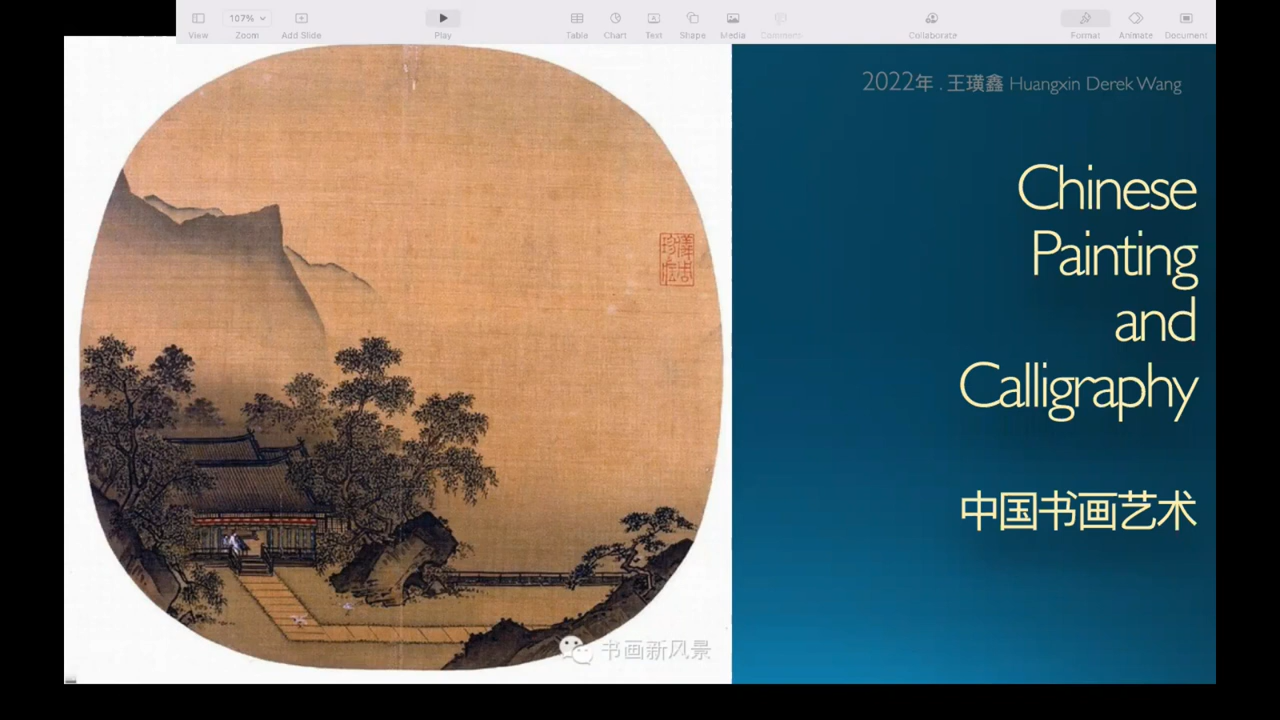 View
107%
Zoom
Add Slide
Play
Table
Chart
Text
Shape
Media
Comment
Collaborate
Format
Animate
Document
2022年 . 王璜鑫 Huangxin Derek Wang
Chinese
Painting
and
Calligraphy
中国书画艺术
书画新风景